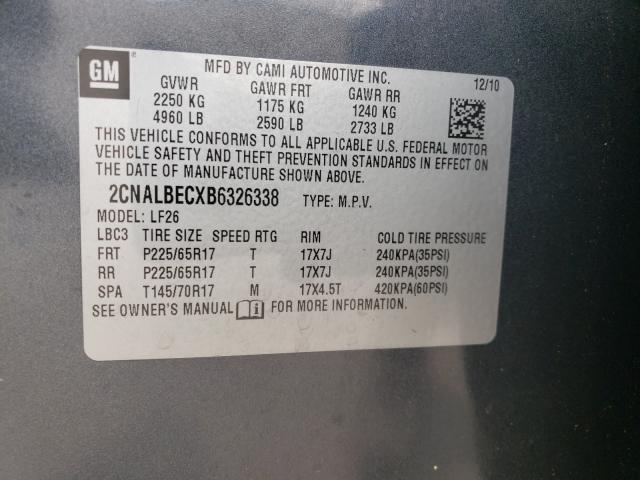 GM ®
MFD BY CAMI AUTOMOTIVE INC. 12/10
GVWR GAWR FRT GAWR RR
2250 KG 1175 KG 1240 KG
4960 LB 2590 LB 2733 LB
THIS VEHICLE CONFORMS TO ALL APPLICABLE U.S. FEDERAL MOTOR
VEHICLE SAFETY AND THEFT PREVENTION STANDARDS IN EFFECT ON
THE DATE OF MANUFACTURE SHOWN ABOVE.
2CNALBECXB6326338 TYPE: M.P.V.
MODEL: LF26
LBC3 TIRE SIZE SPEED RTG RIM COLD TIRE PRESSURE
FRT P225/65R17 T 17X7J 240KPA(35PSI)
RR P225/65R17 T 17X7J 240KPA(35PSI)
SPA T145/70R17 M 17X4.5T 420KPA(60PSI)
SEE OWNER'S MANUAL i FOR MORE INFORMATION.